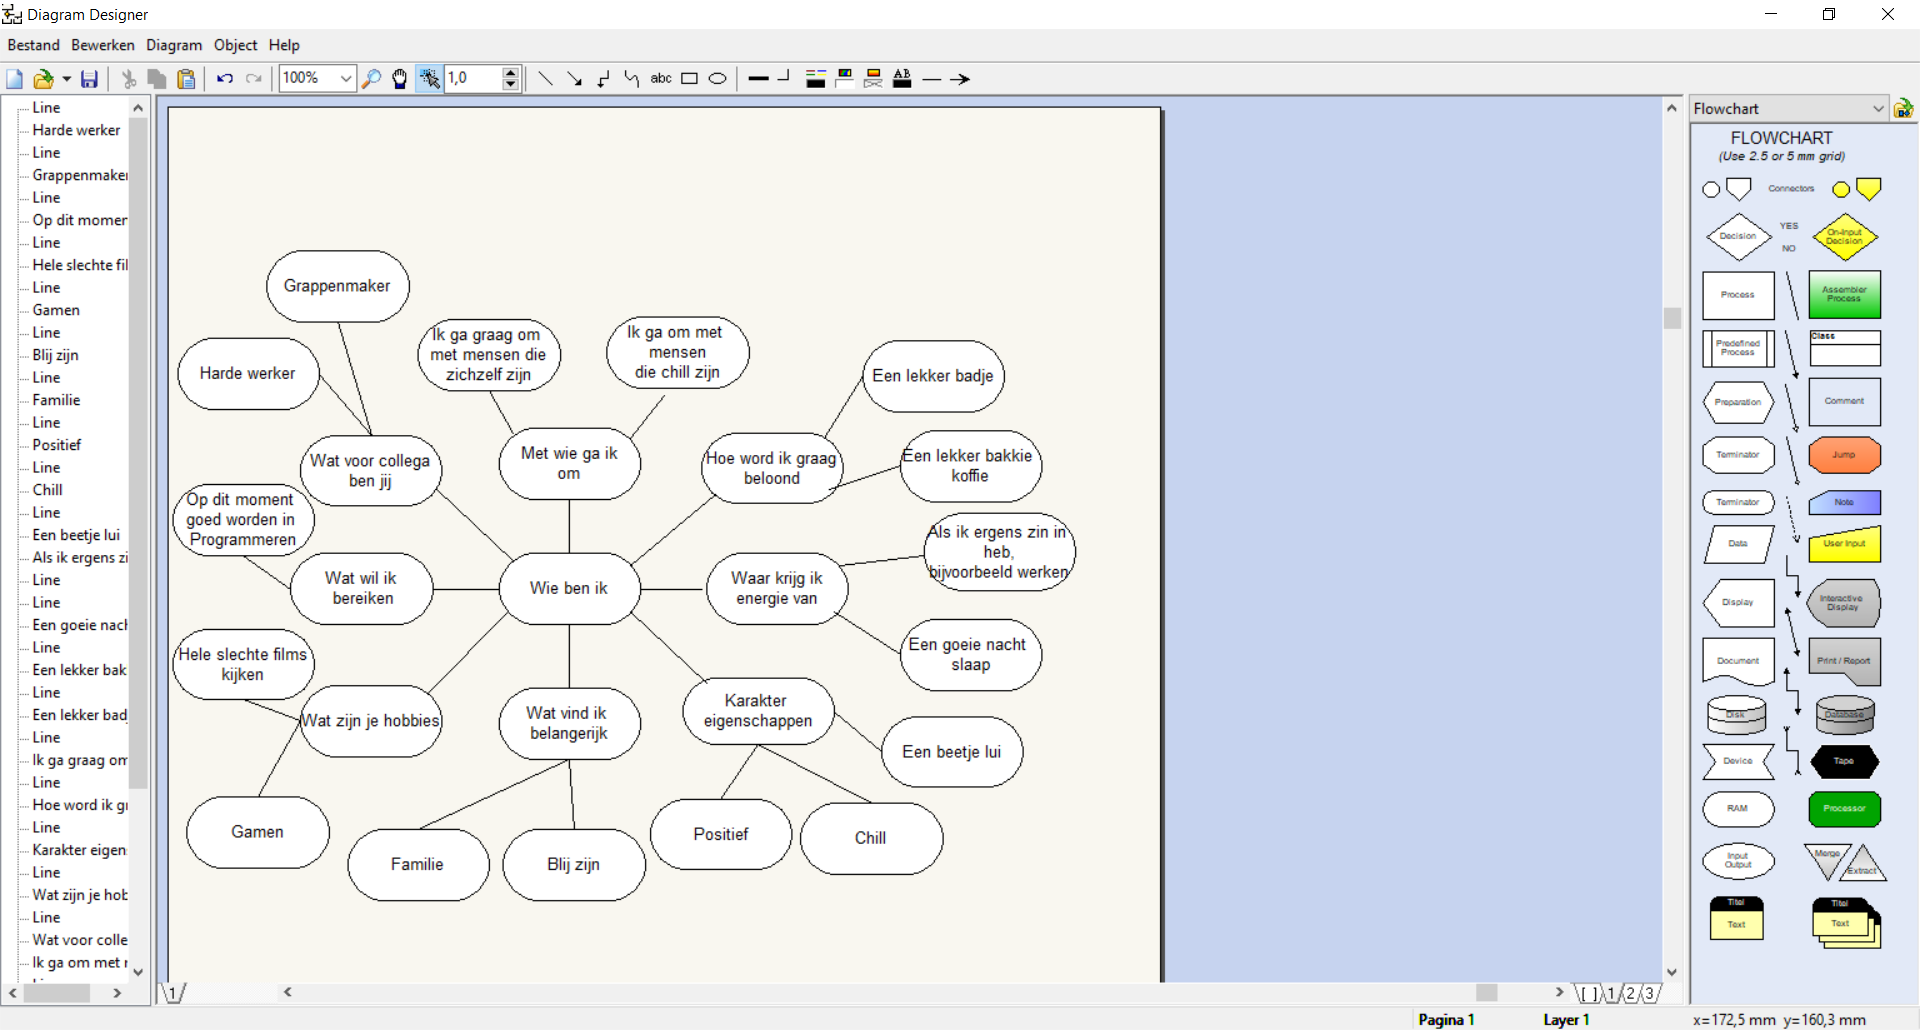 Diagram Designer
Bestand Bewerken Diagram Object Help
100%
1,0
abc
AB
Line
Harde werker
Line
Grappenmaker
Line
Op dit momen
Line
Hele slechte fil
Line
Gamen
Line
Blij zijn
Line
Familie
Line
Positief
Line
Chill
Line
Een beetje lui
Als ik ergens zi
Line
Line
Een goeie nach
Line
Een lekker bak
Line
Een lekker bad
Line
Ik ga graag om
Line
Hoe word ik gr
Line
Karakter eigen
Line
Wat zijn je hob
Line
Wat voor colle
Ik ga om met
Grappenmaker
Harde werker
Ik ga graag om
met mensen die
zichzelf zijn
Ik ga om met
mensen
die chill zijn
Een lekker badje
Wat voor collega
ben jij
Met wie ga ik
om
Hoe word ik graag
beloond
Een lekker bakkie
koffie
Op dit moment
goed worden in
Programmeren
Als ik ergens zin in
heb,
bijvoorbeeld werken
Wat wil ik
bereiken
Wie ben ik
Waar krijg ik
energie van
Een goeie nacht
slaap
Hele slechte films
kijken
Wat zijn je hobbies
Wat vind ik
belangerijk
Karakter
eigenschappen
Een beetje lui
Gamen
Familie
Blij zijn
Positief
Chill
Flowchart
FLOWCHART
(Use 2.5 or 5 mm grid)
Connectors
Decision
YES
NO
On-Input
Decision
Process
Assembler
Process
Predefined
Process
Class
Preparation
Comment
Terminator
Jump
Terminator
Note
Data
User Input
Display
Interactive
Display
Document
Print / Report
Disk
Database
Device
Tape
RAM
Processor
Input
Output
Merge
Extract
Titel
Text
Titel
Text
1
[ ] 1 2 3
Pagina 1
Layer 1
x=172,5 mm y=160,3 mm